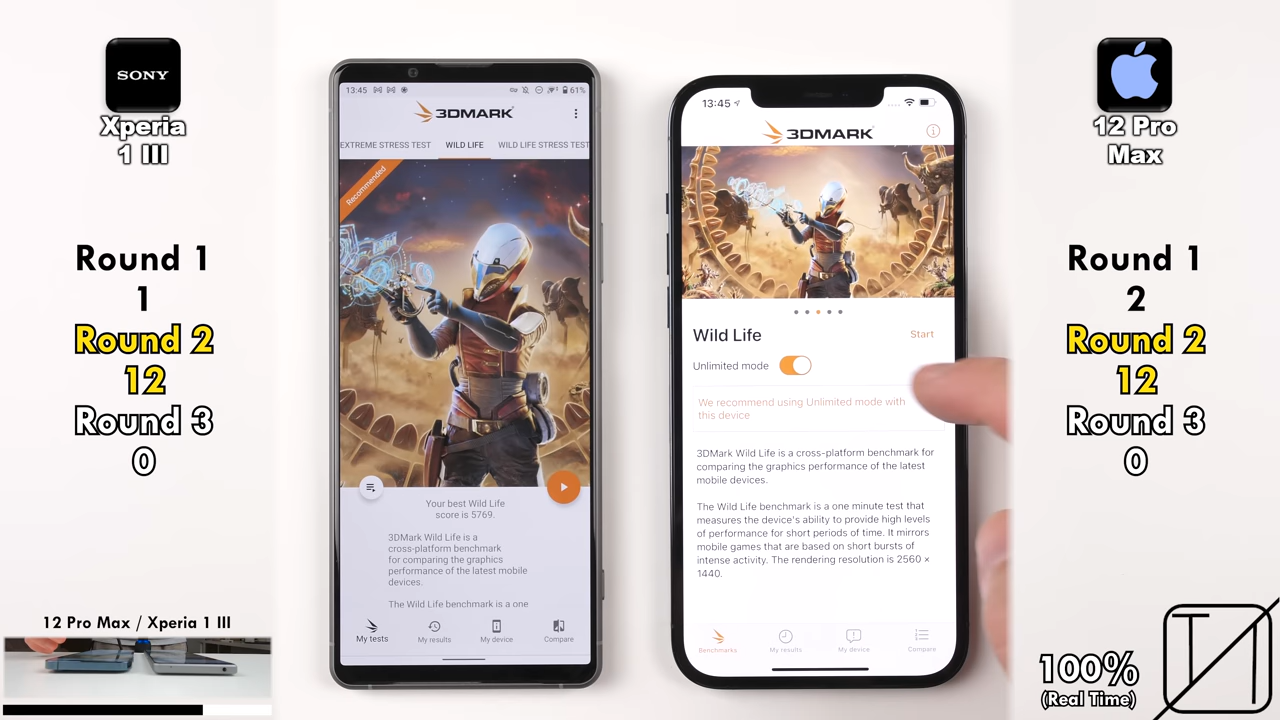 SONY
Xperia
1 III
Round 1
1
Round 2
12
Round 3
0
12 Pro Max / Xperia 1 III
13:45
61%
3DMARK
EXTREME STRESS TEST
WILD LIFE
WILD LIFE STRESS TEST
Recommended
Your best Wild Life
score is 5769.
3DMark Wild Life is a
cross-platform benchmark
for comparing the graphics
performance of the latest mobile
devices.
The Wild Life benchmark is a one
My tests
My results
My device
Compare
13:45
3DMARK
Wild Life
Start
Unlimited mode
We recommend using Unlimited mode with
this device
3DMark Wild Life is a cross-platform benchmark for
comparing the graphics performance of the latest
mobile devices.
The Wild Life benchmark is a one minute test that
measures the device's ability to provide high levels
of performance for short periods of time. It mirrors
mobile games that are based on short bursts of
intense activity. The rendering resolution is 2560 ×
1440.
Benchmarks
My results
My device
Compare
12 Pro
Max
Round 1
2
Round 2
12
Round 3
0
100%
(Real Time)